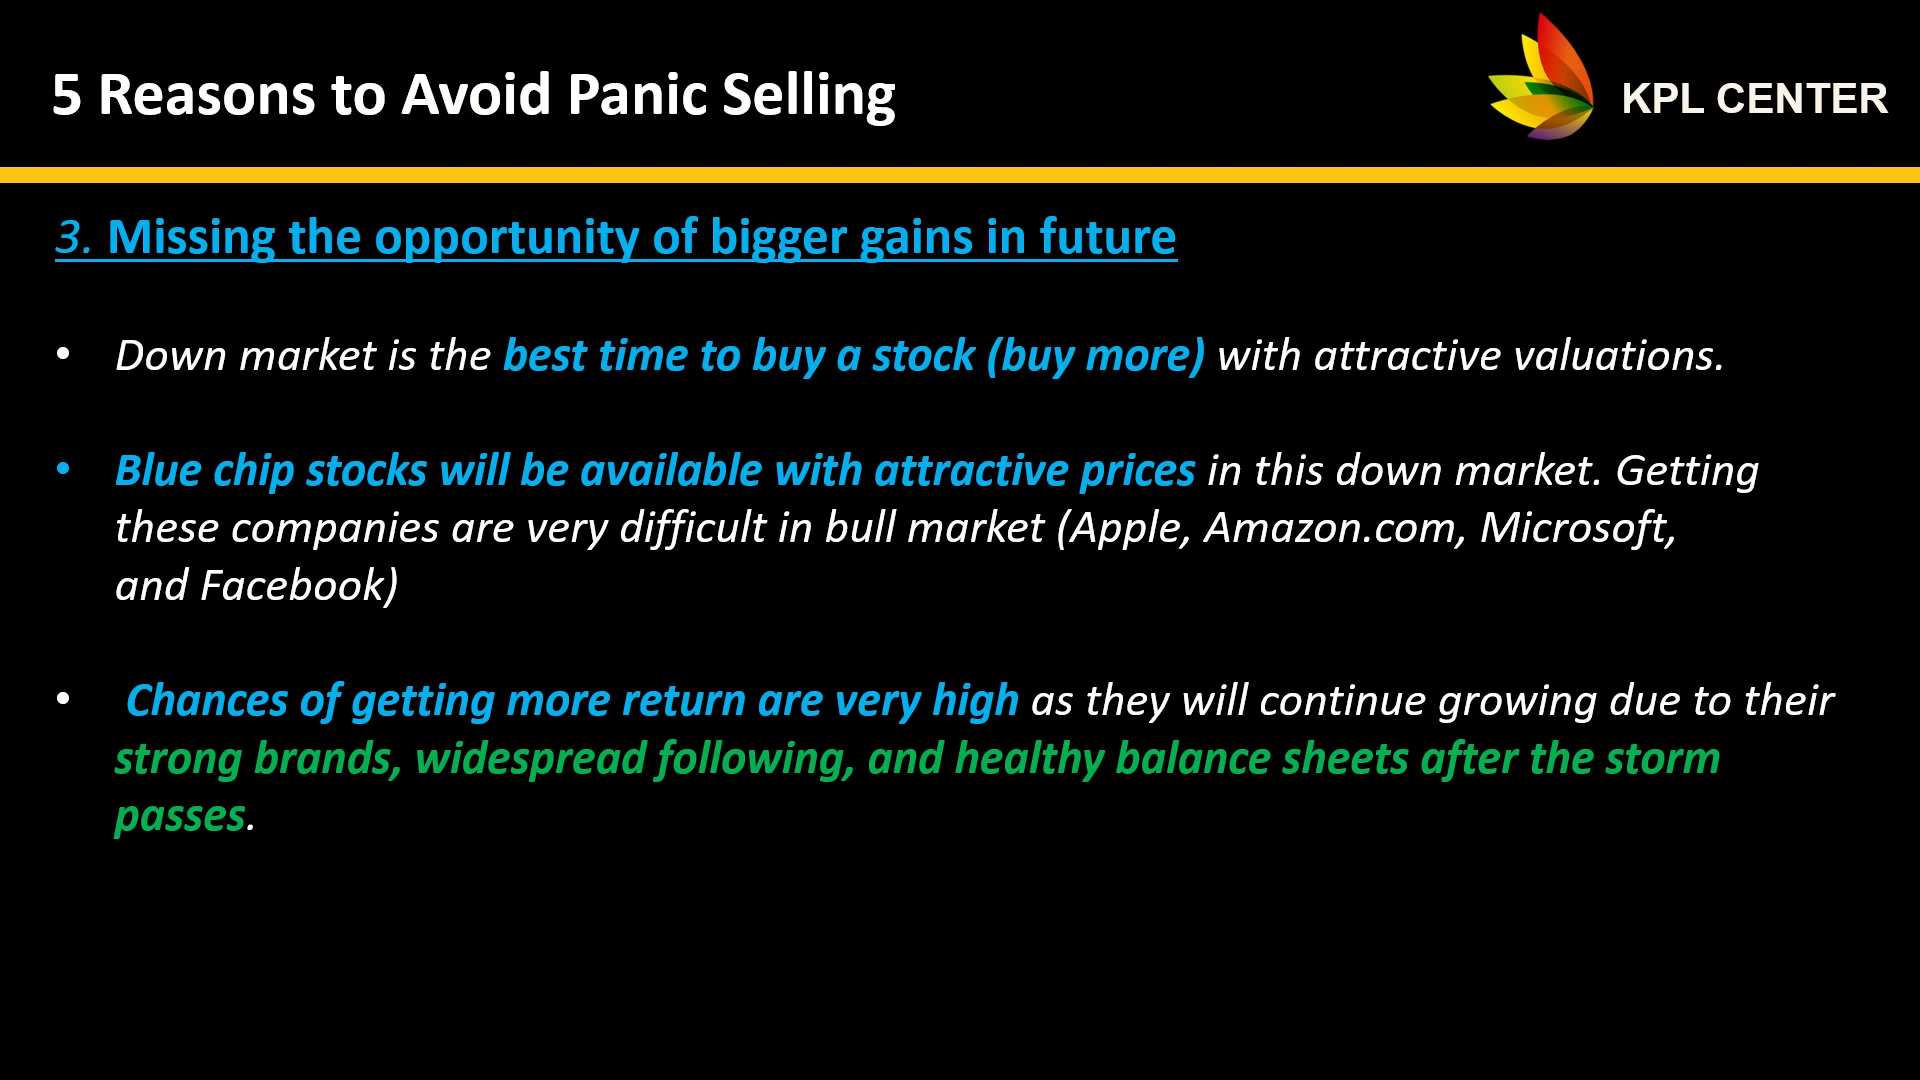 5 Reasons to Avoid Panic Selling
KPL CENTER
3. Missing the opportunity of bigger gains in future
• Down market is the best time to buy a stock (buy more) with attractive valuations.
• Blue chip stocks will be available with attractive prices in this down market. Getting
these companies are very difficult in bull market (Apple, Amazon.com, Microsoft,
and Facebook)
• Chances of getting more return are very high as they will continue growing due to their
strong brands, widespread following, and healthy balance sheets after the storm
passes.